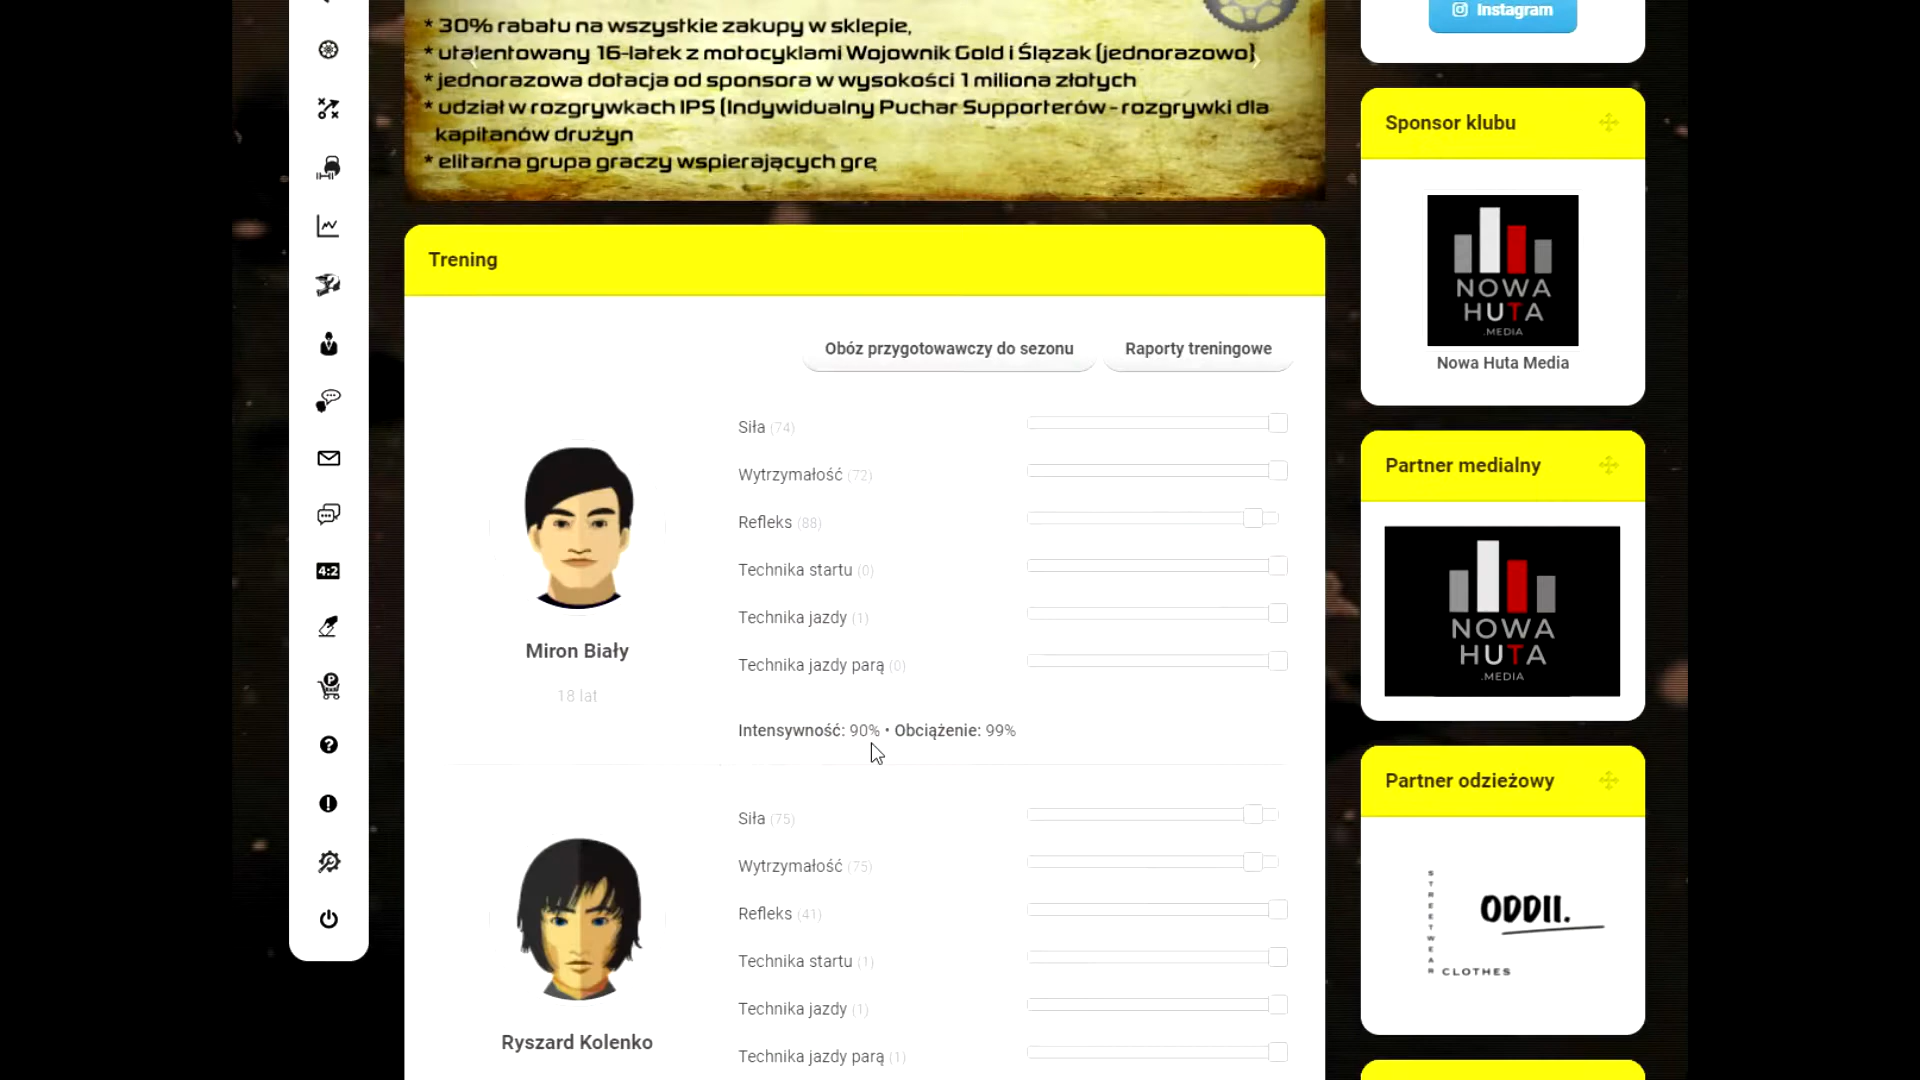 * 30% rabatu na wszystkie zakupy w sklepie,
* utalentowany 16-latek z motocyklami Wojownik Gold i Ślązak (jednorazowo)
* jednorazowa dotacja od sponsora w wysokości 1 miliona złotych
* udział w rozgrywkach IPS (Indywidualny Puchar Supporterów - rozgrywki dla
kapitanów drużyn
* elitarna grupa graczy wspierających grę
Trening
Obóz przygotowawczy do sezonu
Raporty treningowe
Siła (74)
Wytrzymałość (72)
Refleks (88)
Technika startu (0)
Technika jazdy (1)
Technika jazdy parą (0)
Miron Biały
18 lat
Intensywność: 90% • Obciążenie: 99%
Siła (75)
Wytrzymałość (75)
Refleks (41)
Technika startu (1)
Technika jazdy (1)
Technika jazdy parą (1)
Ryszard Kolenko
4:2
Instagram
Sponsor klubu
NOWA
HUTA
.MEDIA
Nowa Huta Media
Partner medialny
NOWA
HUTA
.MEDIA
Partner odzieżowy
STREETWEAR
ODDII.
CLOTHES